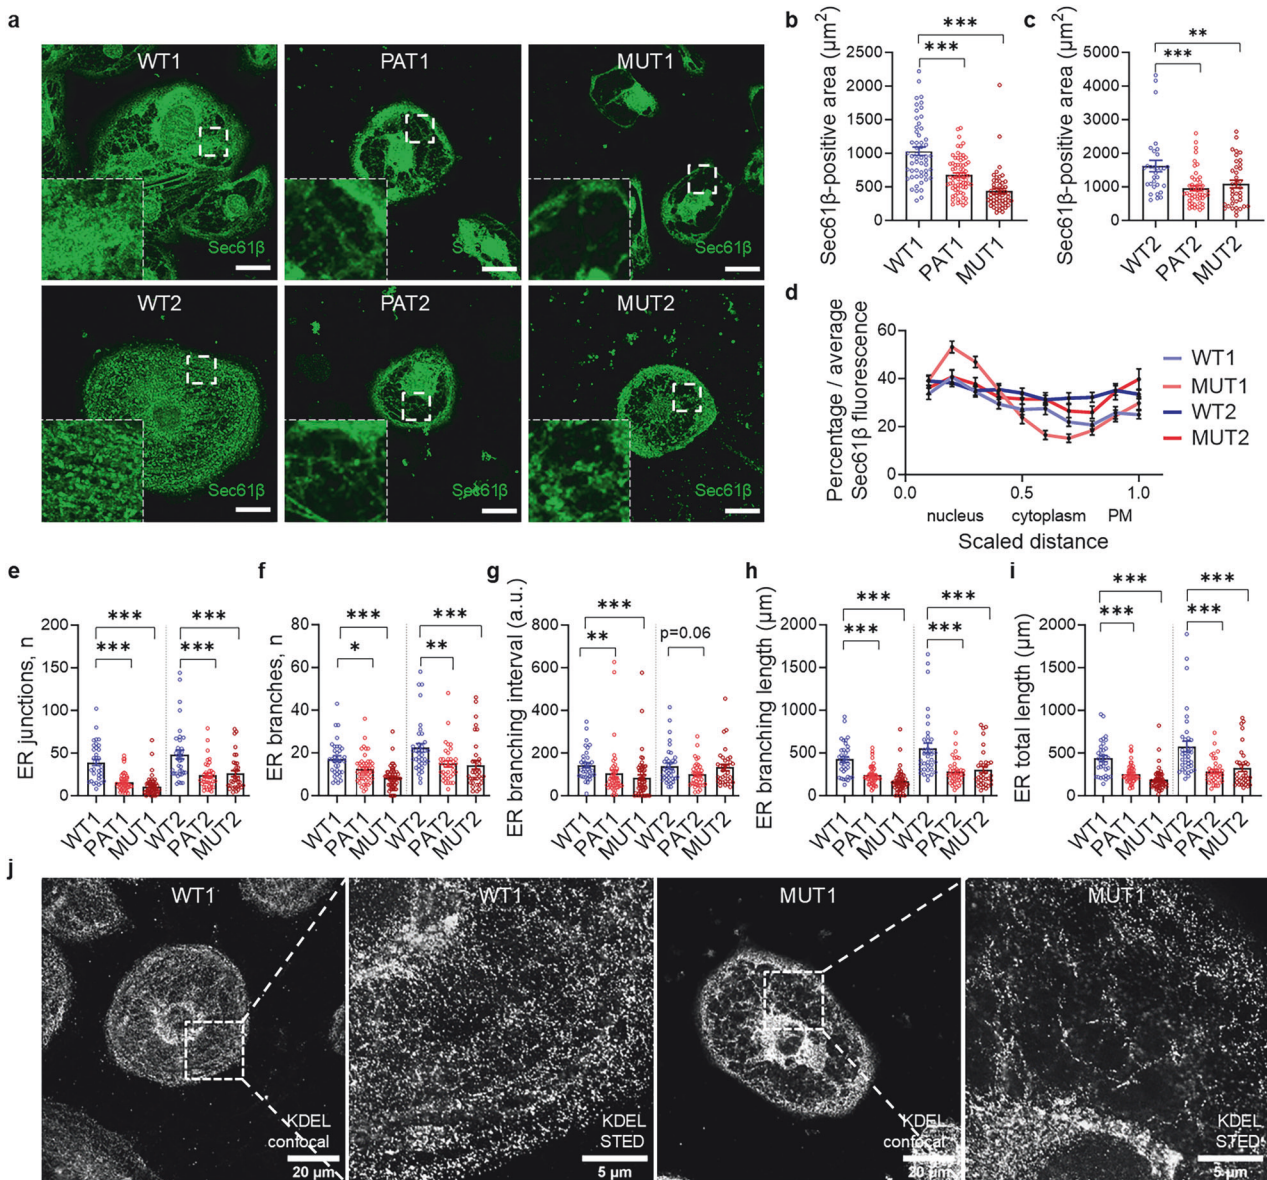 a
WT1
PAT1
MUT1
Sec61β
Sec61β
Sec61β
WT2
PAT2
MUT2
Sec61β
Sec61β
Sec61β
b
Sec61β-positive area (µm²)
2500
2000
1500
1000
500
0
***
***
WT1
PAT1
MUT1
c
Sec61β-positive area (µm²)
5000
4000
3000
2000
1000
0
**
***
WT2
PAT2
MUT2
d
Percentage / average
Sec61β fluorescence
60
40
20
0
0.0
0.5
1.0
nucleus
cytoplasm
PM
Scaled distance
WT1
MUT1
WT2
MUT2
e
ER junctions, n
200
150
100
50
0
***
***
***
***
WT1
PAT1
MUT1
WT2
PAT2
MUT2
f
ER branches, n
80
60
40
20
0
***
*
***
**
WT1
PAT1
MUT1
WT2
PAT2
MUT2
g
ER branching interval (a.u.)
800
600
400
200
0
***
**
p=0.06
WT1
PAT1
MUT1
WT2
PAT2
MUT2
h
ER branching length (µm)
2000
1500
1000
500
0
***
***
***
***
WT1
PAT1
MUT1
WT2
PAT2
MUT2
i
ER total length (µm)
2000
1500
1000
500
0
***
***
***
***
WT1
PAT1
MUT1
WT2
PAT2
MUT2
j
WT1
KDEL
confocal
20 µm
WT1
KDEL
STED
5 µm
MUT1
KDEL
confocal
20 µm
MUT1
KDEL
STED
5 µm